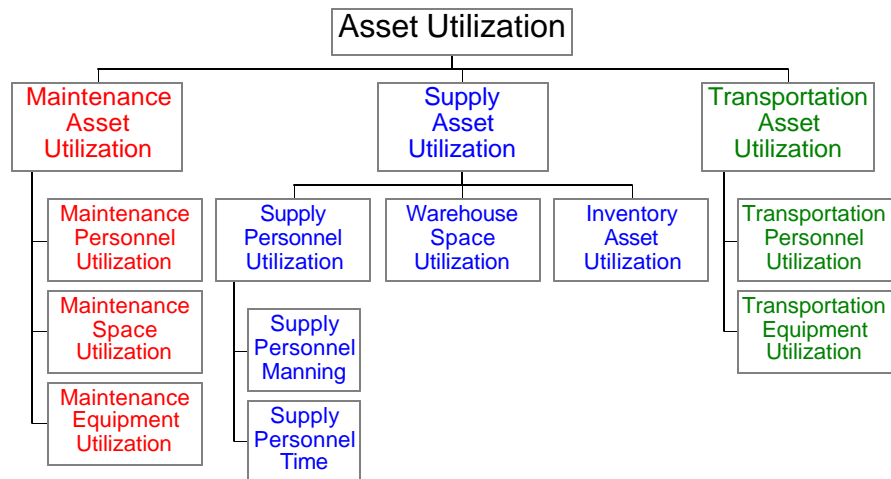 Asset Utilization
Maintenance
Asset
Utilization
Supply
Asset
Utilization
Transportation
Asset
Utilization
Maintenance
Personnel
Utilization
Maintenance
Space
Utilization
Maintenance
Equipment
Utilization
Supply
Personnel
Utilization
Supply
Personnel
Manning
Supply
Personnel
Time
Warehouse
Space
Utilization
Inventory
Asset
Utilization
Transportation
Personnel
Utilization
Transportation
Equipment
Utilization